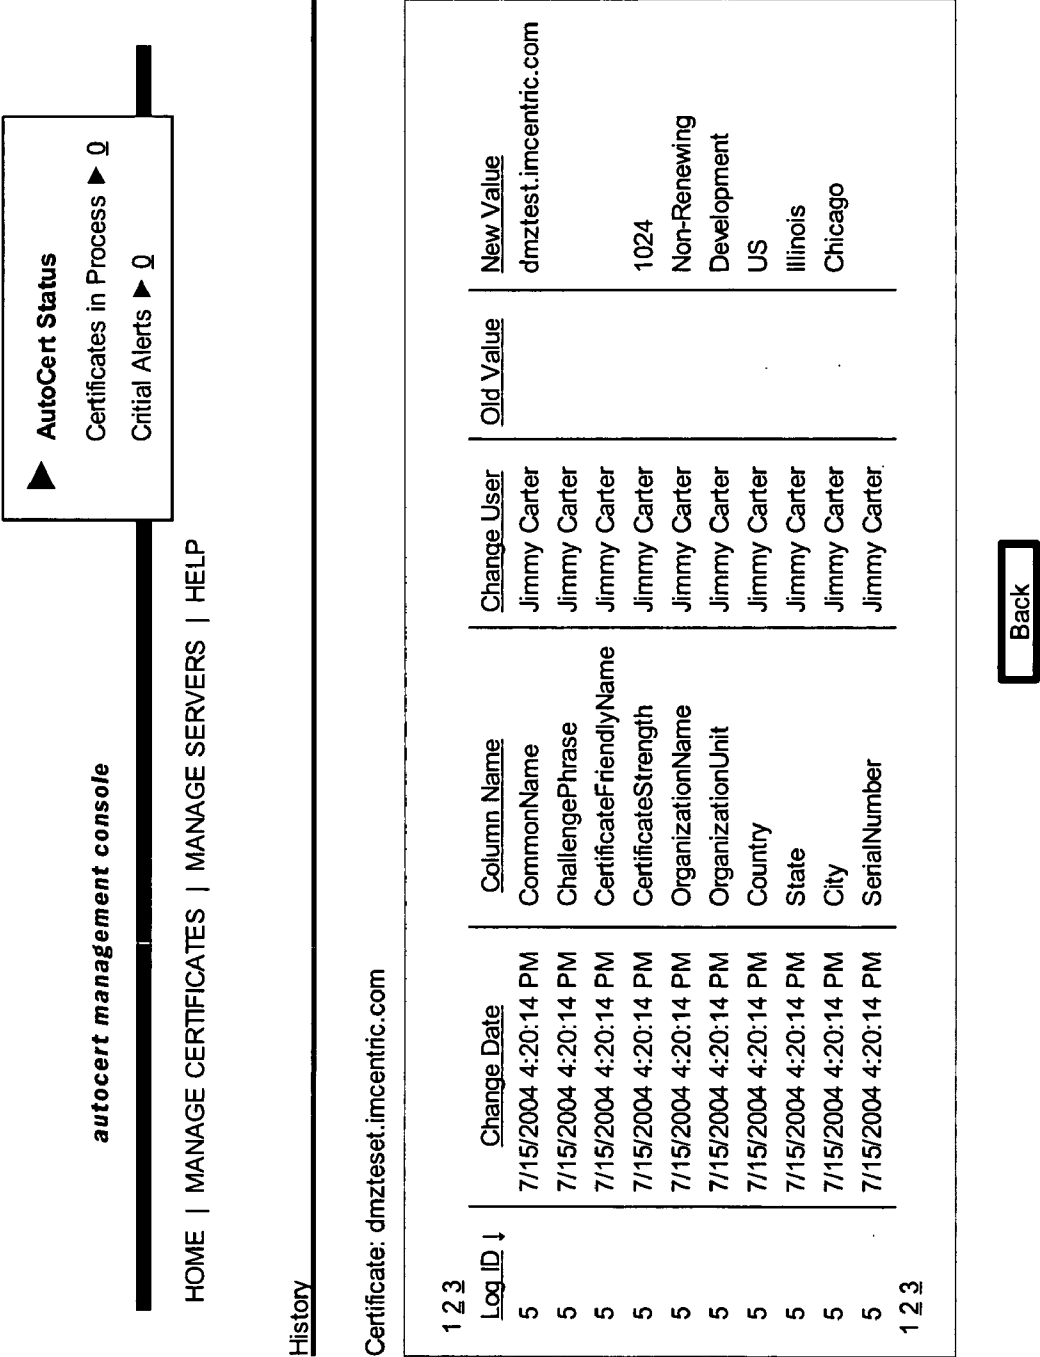 autocert management console
AutoCert Status
Certificates in Process ▶ 0
Critial Alerts ▶ 0
HOME | MANAGE CERTIFICATES | MANAGE SERVERS | HELP
History
Certificate: dmzteset.imcentric.com
1 2 3
Log ID ↓ Change Date Column Name Change User Old Value New Value
5 7/15/2004 4:20:14 PM CommonName Jimmy Carter dmztest.imcentric.com
5 7/15/2004 4:20:14 PM ChallengePhrase Jimmy Carter
5 7/15/2004 4:20:14 PM CertificateFriendlyName Jimmy Carter
5 7/15/2004 4:20:14 PM CertificateStrength Jimmy Carter 1024
5 7/15/2004 4:20:14 PM OrganizationName Jimmy Carter Non-Renewing
5 7/15/2004 4:20:14 PM OrganizationUnit Jimmy Carter Development
5 7/15/2004 4:20:14 PM Country Jimmy Carter US
5 7/15/2004 4:20:14 PM State Jimmy Carter Illinois
5 7/15/2004 4:20:14 PM City Jimmy Carter Chicago
5 7/15/2004 4:20:14 PM SerialNumber Jimmy Carter
1 2 3
Back